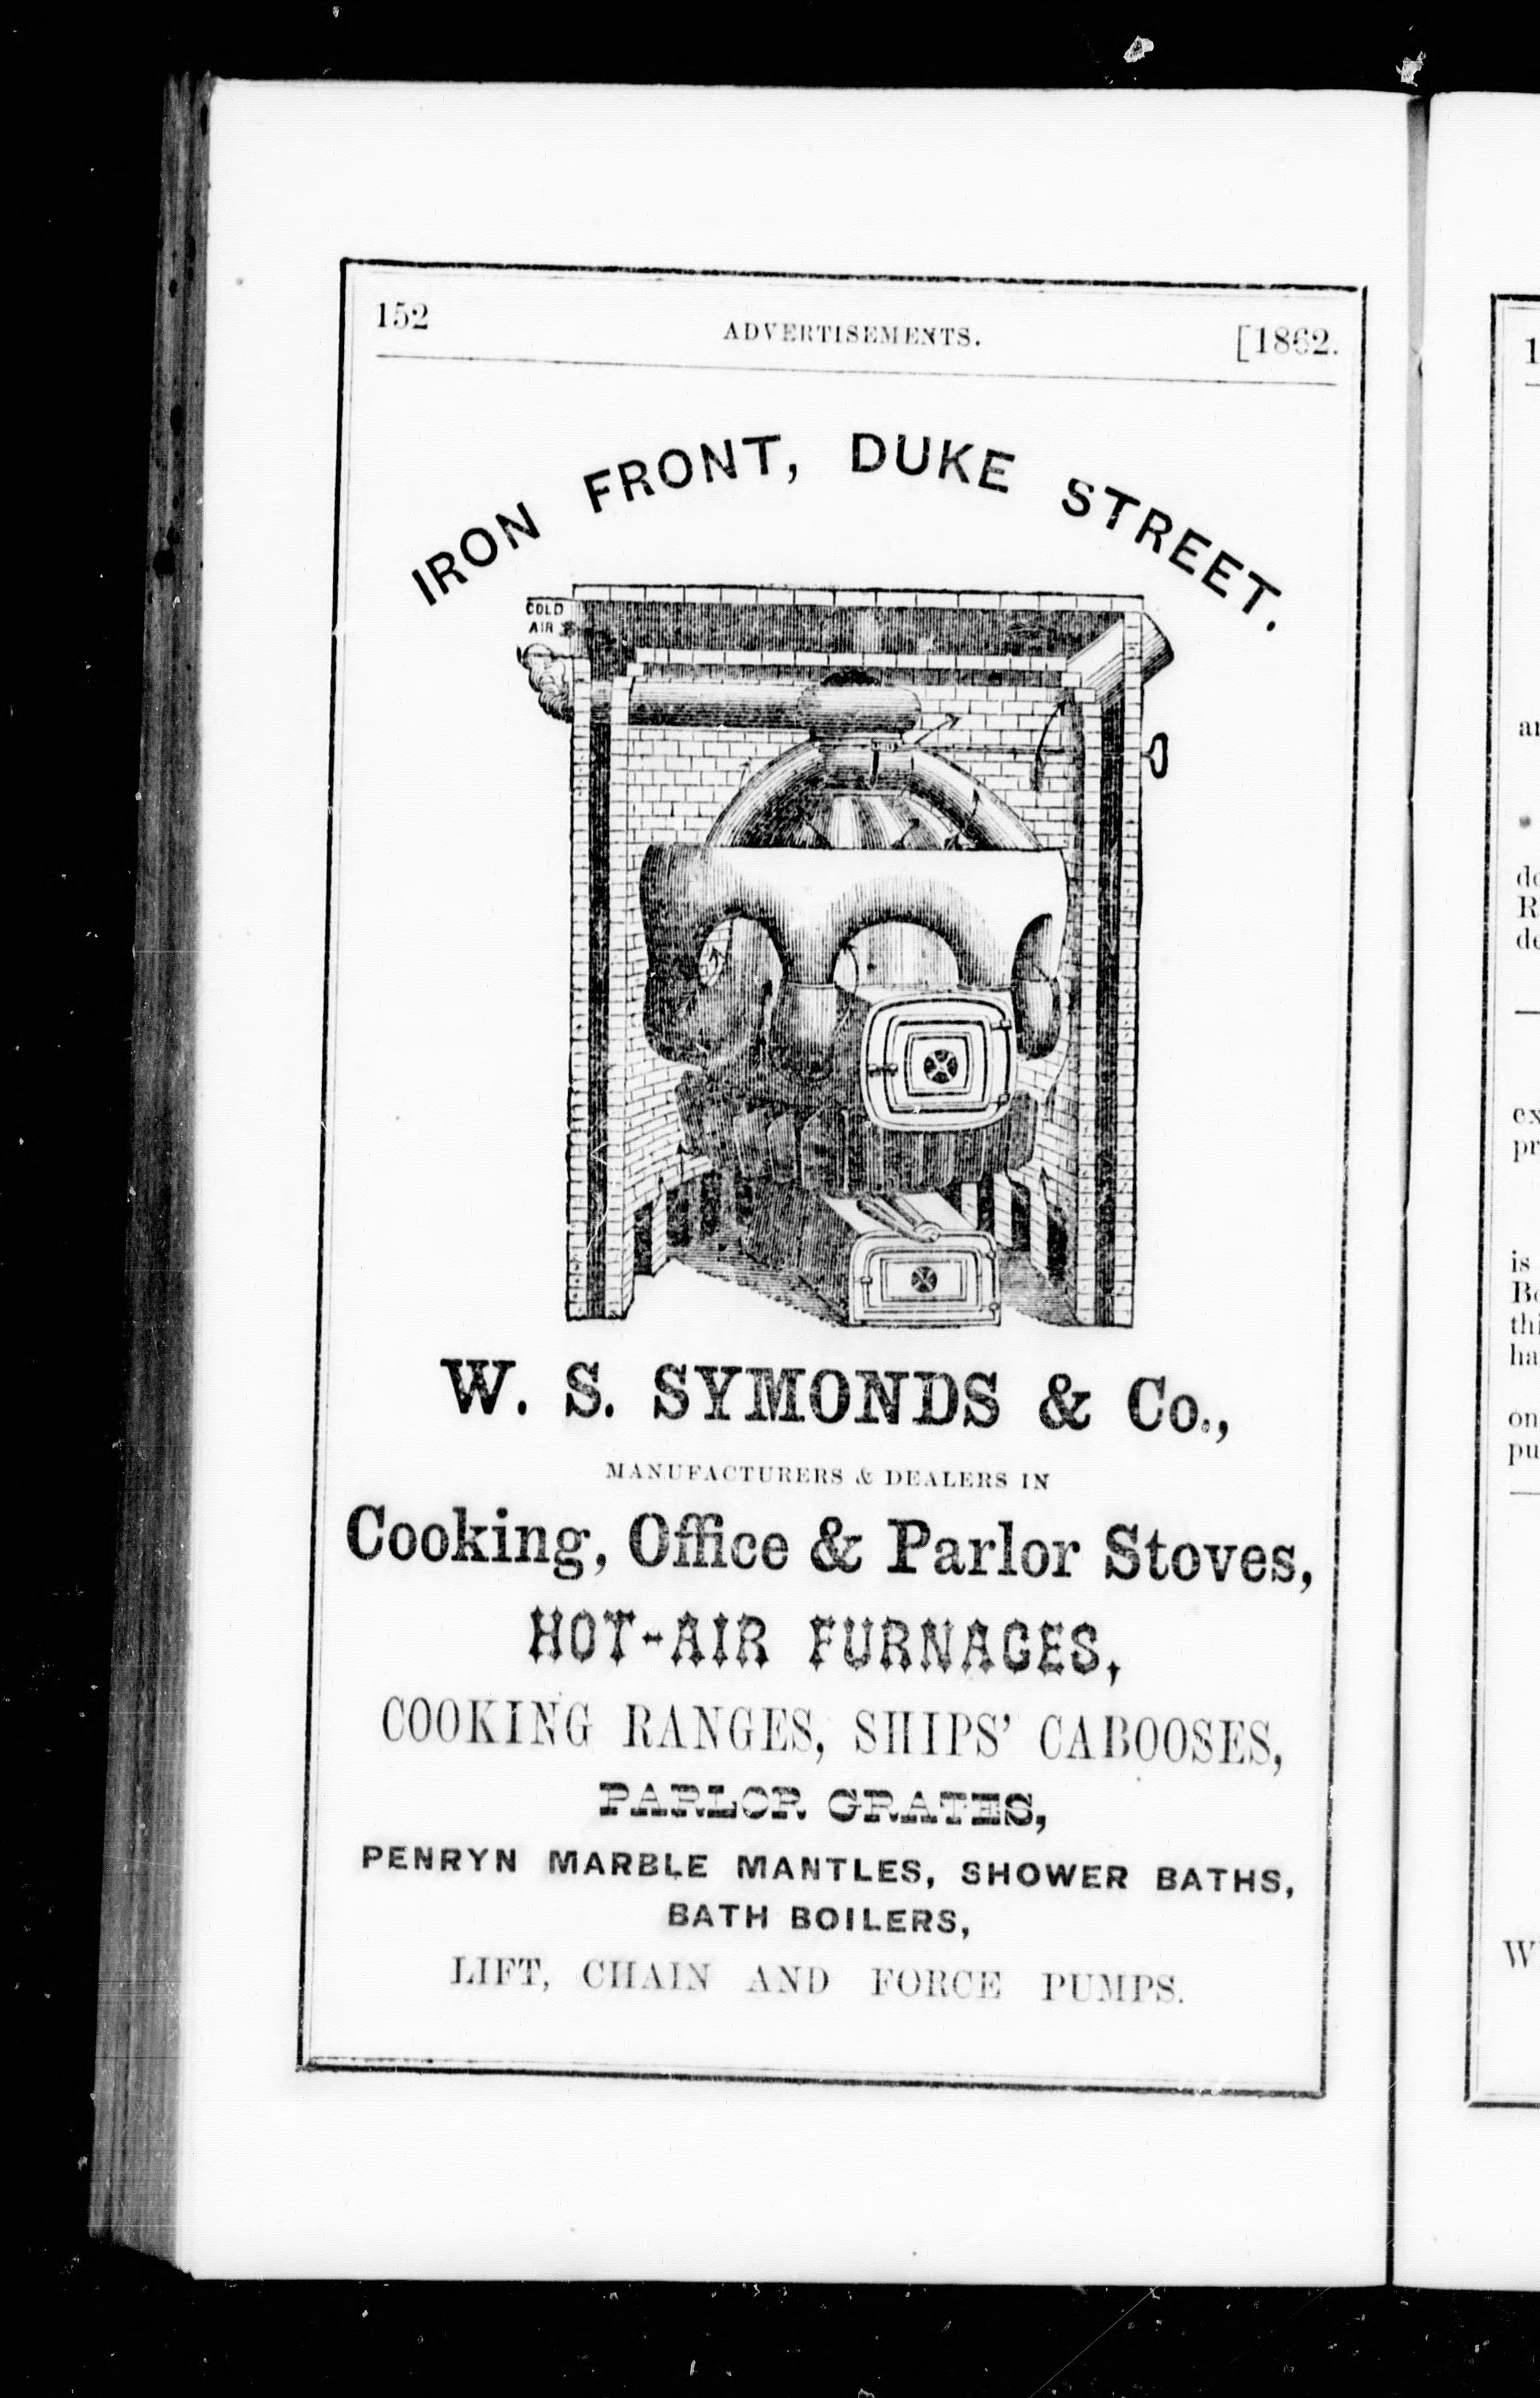 152 ADVERTISEMENTS. [1862.
IRON FRONT, DUKE STREET.
COLD
AIR
W. S. SYMONDS & Co.,
MANUFACTURERS & DEALERS IN
Cooking, Office & Parlor Stoves,
HOT-AIR FURNACES,
COOKING RANGES, SHIPS' CABOOSES,
PARLOR GRATES,
PENRYN MARBLE MANTLES, SHOWER BATHS,
BATH BOILERS,
LIFT, CHAIN AND FORCE PUMPS.